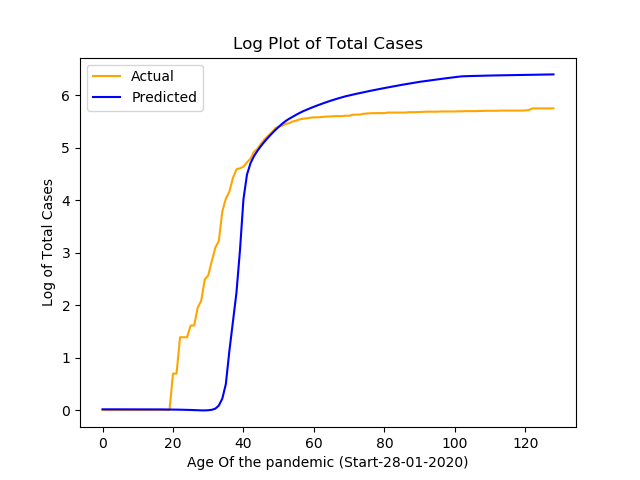 Log Plot of Total Cases
Actual
Predicted
Log of Total Cases
6
5
4
3
2
1
0
0 20 40 60 80 100 120
Age Of the pandemic (Start-28-01-2020)